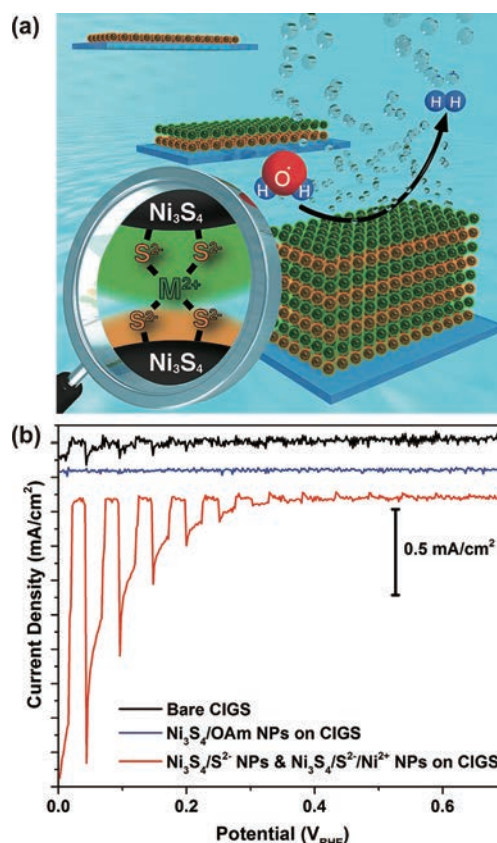 (a)
H H
O
H H
Ni₃S₄
S²⁻ S²⁻
M²⁺
S²⁻ S²⁻
Ni₃S₄
(b)
Current Density (mA/cm²)
0.5 mA/cm²
Bare CIGS
Ni₃S₄/OAm NPs on CIGS
Ni₃S₄/S²⁻ NPs & Ni₃S₄/S²⁻/Ni²⁺ NPs on CIGS
0.0 0.2 0.4 0.6
Potential (V_RHE)